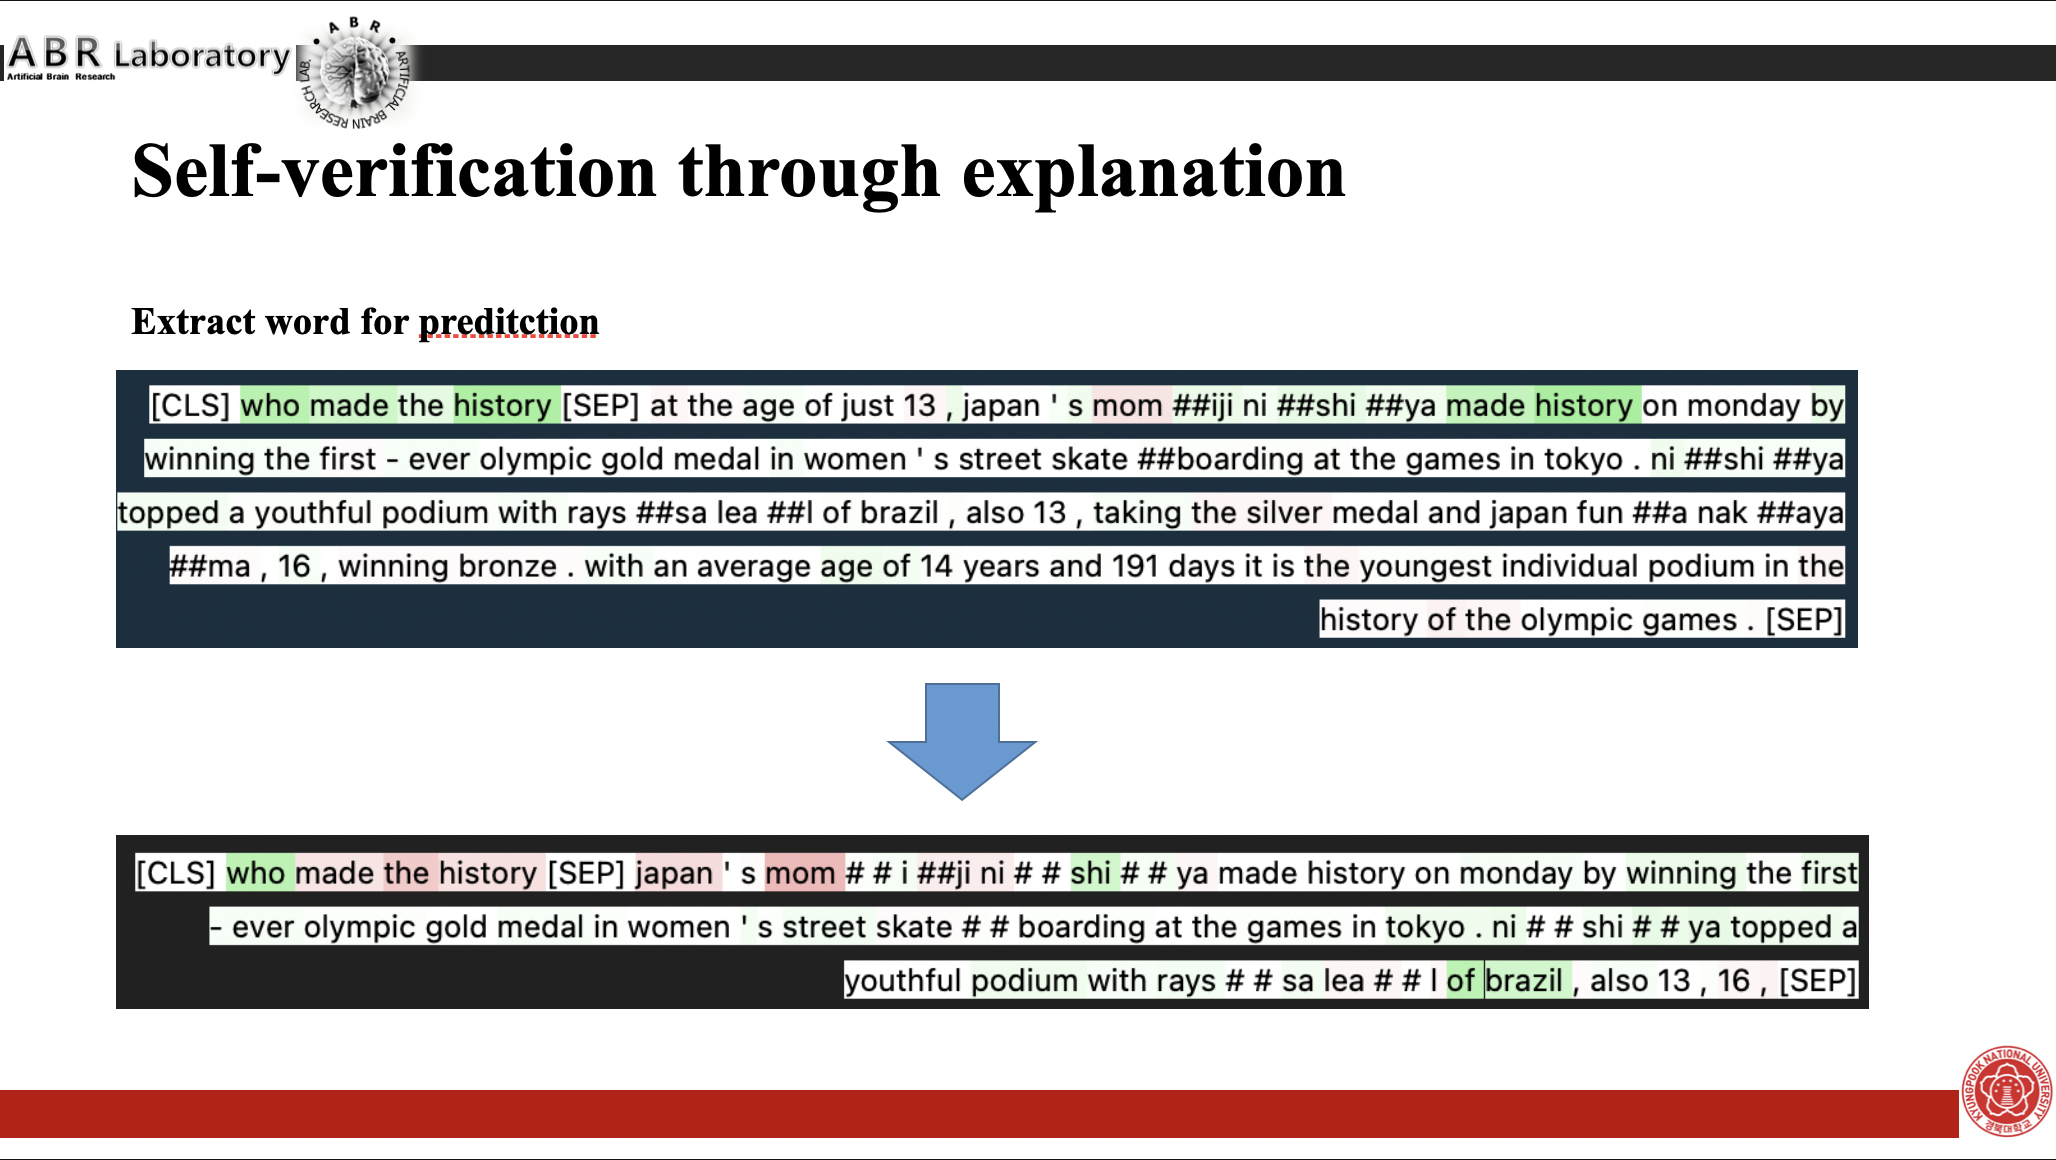 ABR Laboratory
Artificial Brain Research
A B R
ARTIFICIAL BRAIN RESEARCH LAB.
Self-verification through explanation
Extract word for preditction
[CLS] who made the history [SEP] at the age of just 13 , japan ' s mom ##iji ni ##shi ##ya made history on monday by
winning the first - ever olympic gold medal in women ' s street skate ##boarding at the games in tokyo . ni ##shi ##ya
topped a youthful podium with rays ##sa lea ##l of brazil , also 13 , taking the silver medal and japan fun ##a nak ##aya
##ma , 16 , winning bronze . with an average age of 14 years and 191 days it is the youngest individual podium in the
history of the olympic games . [SEP]
[CLS] who made the history [SEP] japan ' s mom # # i ##ji ni # # shi # # ya made history on monday by winning the first
- ever olympic gold medal in women ' s street skate # # boarding at the games in tokyo . ni # # shi # # ya topped a
youthful podium with rays # # sa lea # # l of brazil , also 13 , 16 , [SEP]
KYUNGPOOK NATIONAL UNIVERSITY
경북대학교